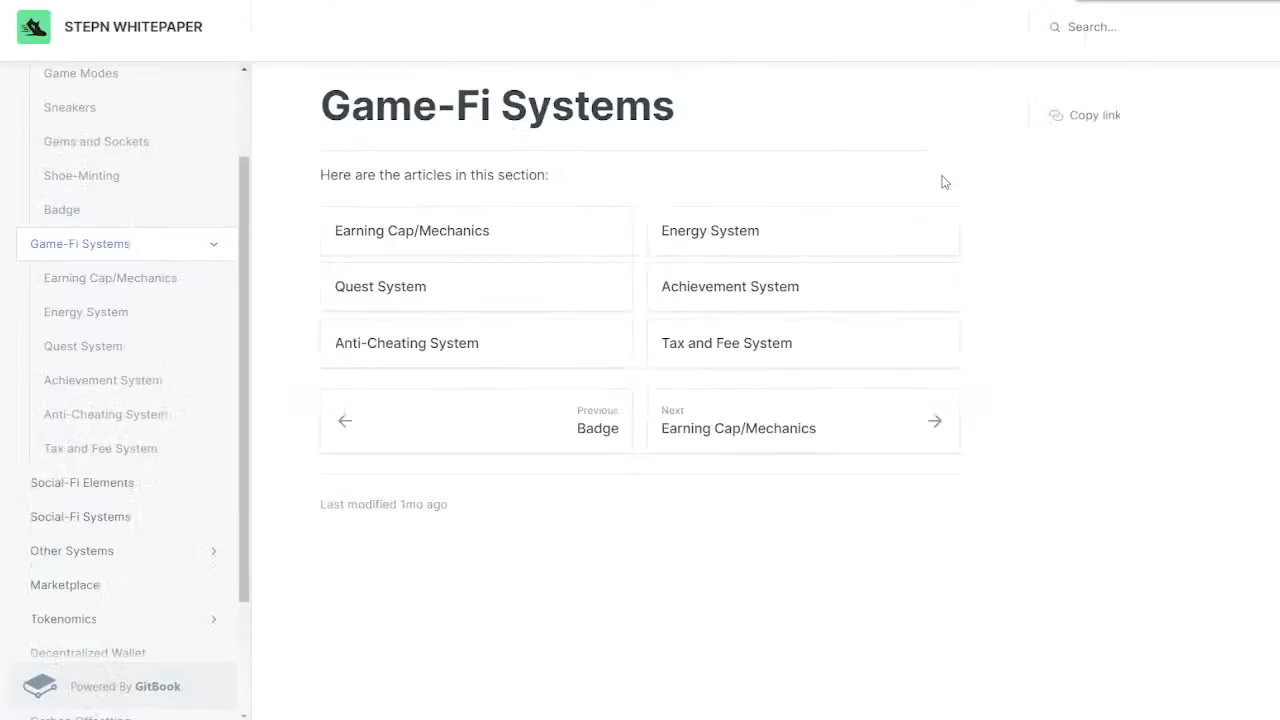 STEPN WHITEPAPER
Search...
Game Modes
Sneakers
Gems and Sockets
Shoe-Minting
Badge
Game-Fi Systems
Earning Cap/Mechanics
Energy System
Quest System
Achievement System
Anti-Cheating System
Tax and Fee System
Social-Fi Elements
Social-Fi Systems
Other Systems
Marketplace
Tokenomics
Decentralized Wallet
Powered By GitBook
Carbon Offsetting
Game-Fi Systems
Copy link
Here are the articles in this section:
Earning Cap/Mechanics
Energy System
Quest System
Achievement System
Anti-Cheating System
Tax and Fee System
Previous
Badge
Next
Earning Cap/Mechanics
Last modified 1mo ago